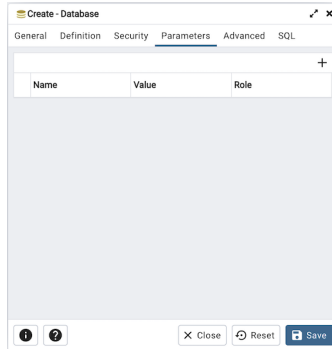 Create - Database
General Definition Security Parameters Advanced SQL
Name Value Role
Close Reset Save